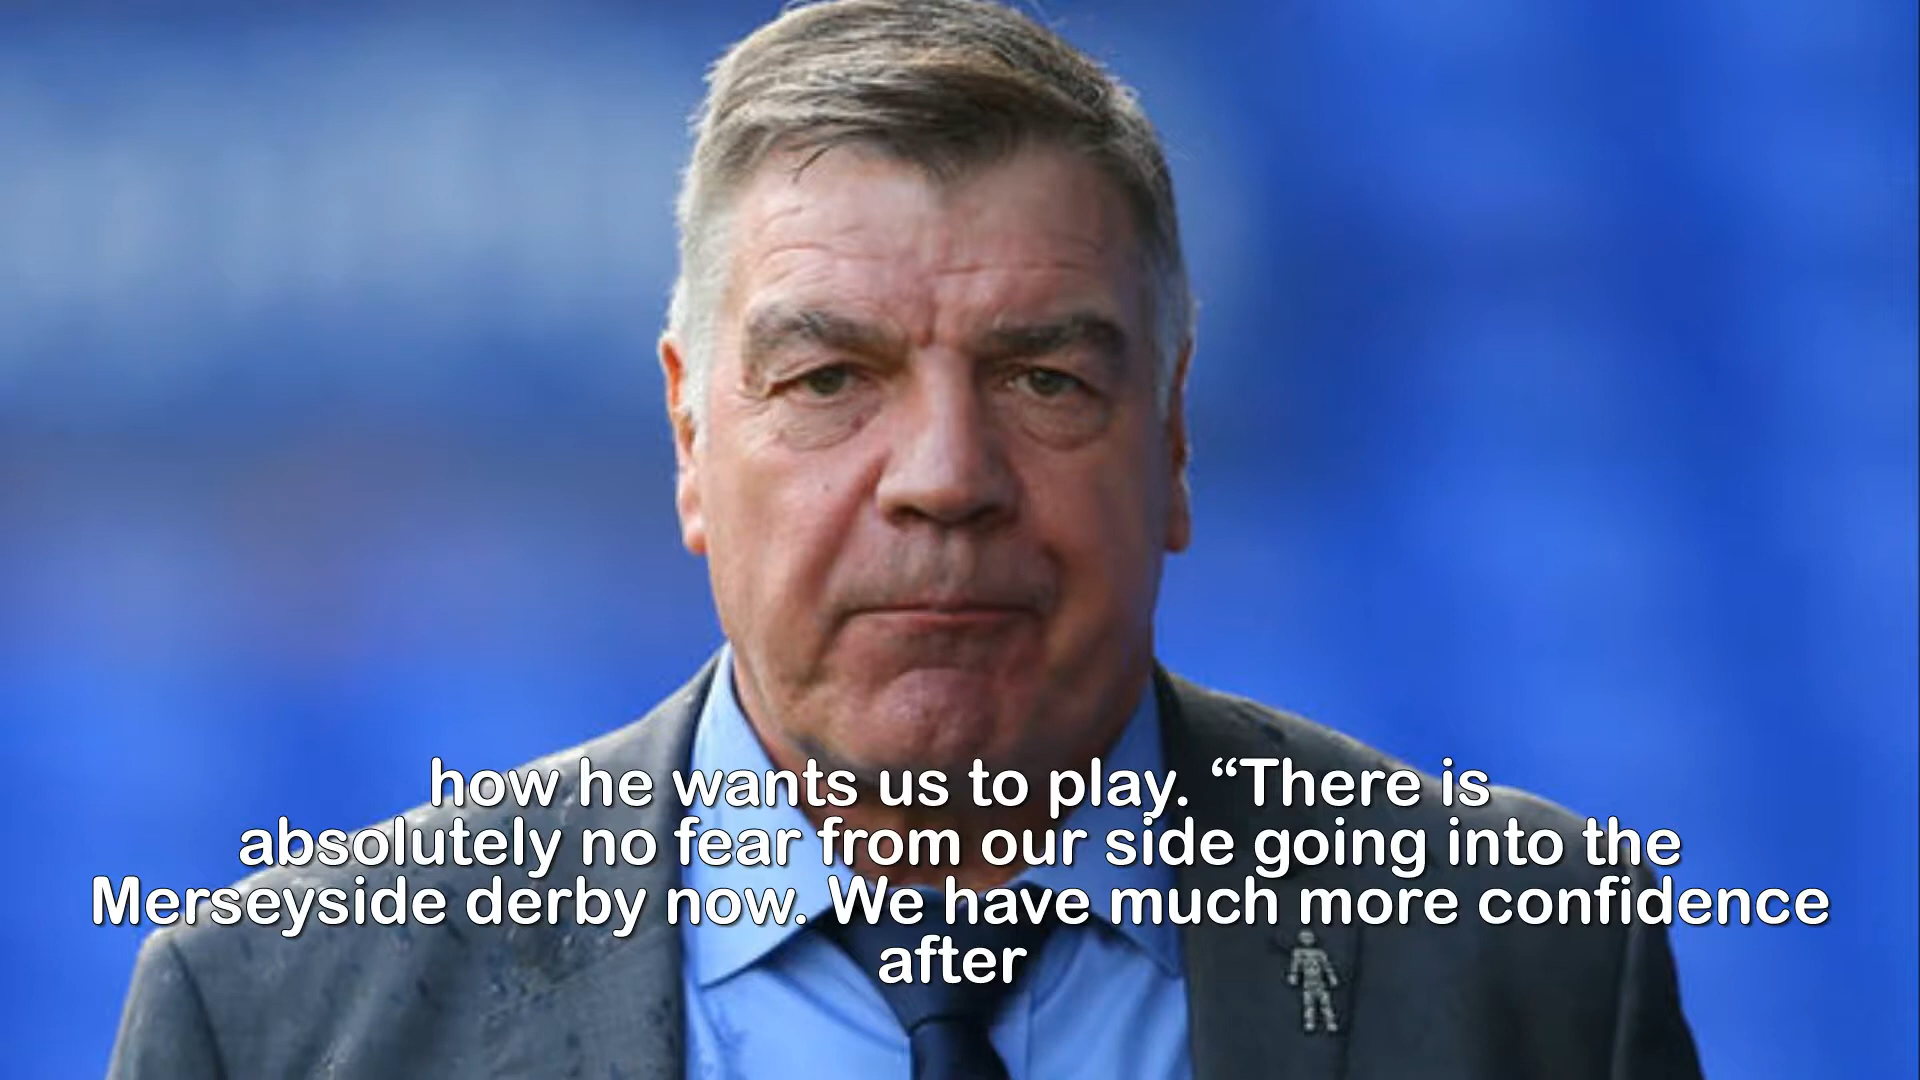 how he wants us to play. “There is
absolutely no fear from our side going into the
Merseyside derby now. We have much more confidence
after